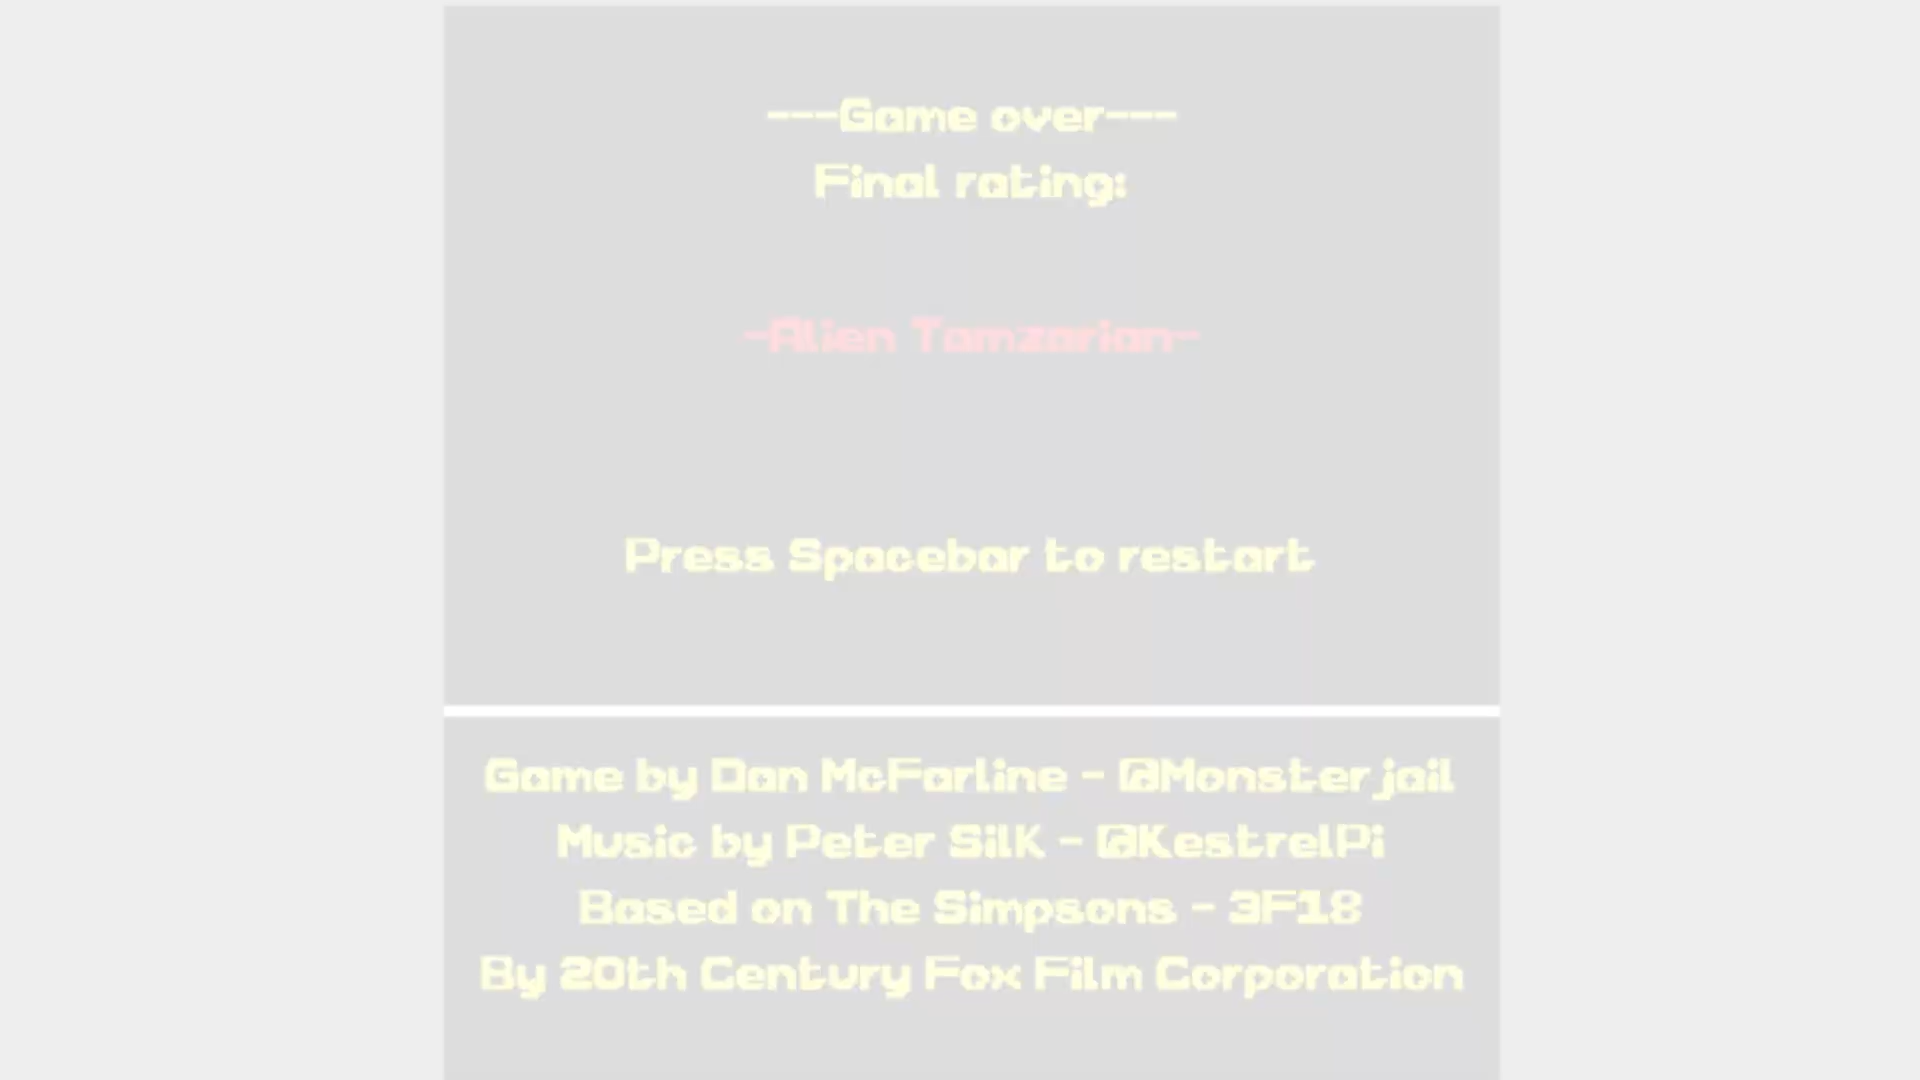 ---Game over---
Final rating:
-Alien Tamzarian-
Press Spacebar to restart
Game by Dan McFarline - @Monsterjail
Music by Peter Silk - @KestrelPi
Based on The Simpsons - 3F18
By 20th Century Fox Film Corporation